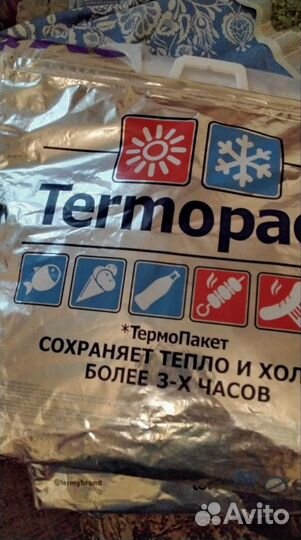 Termopac
*ТермоПакет
СОХРАНЯЕТ ТЕПЛО И ХОЛ
БОЛЕЕ 3-Х ЧАСОВ
@termybrand
Avito